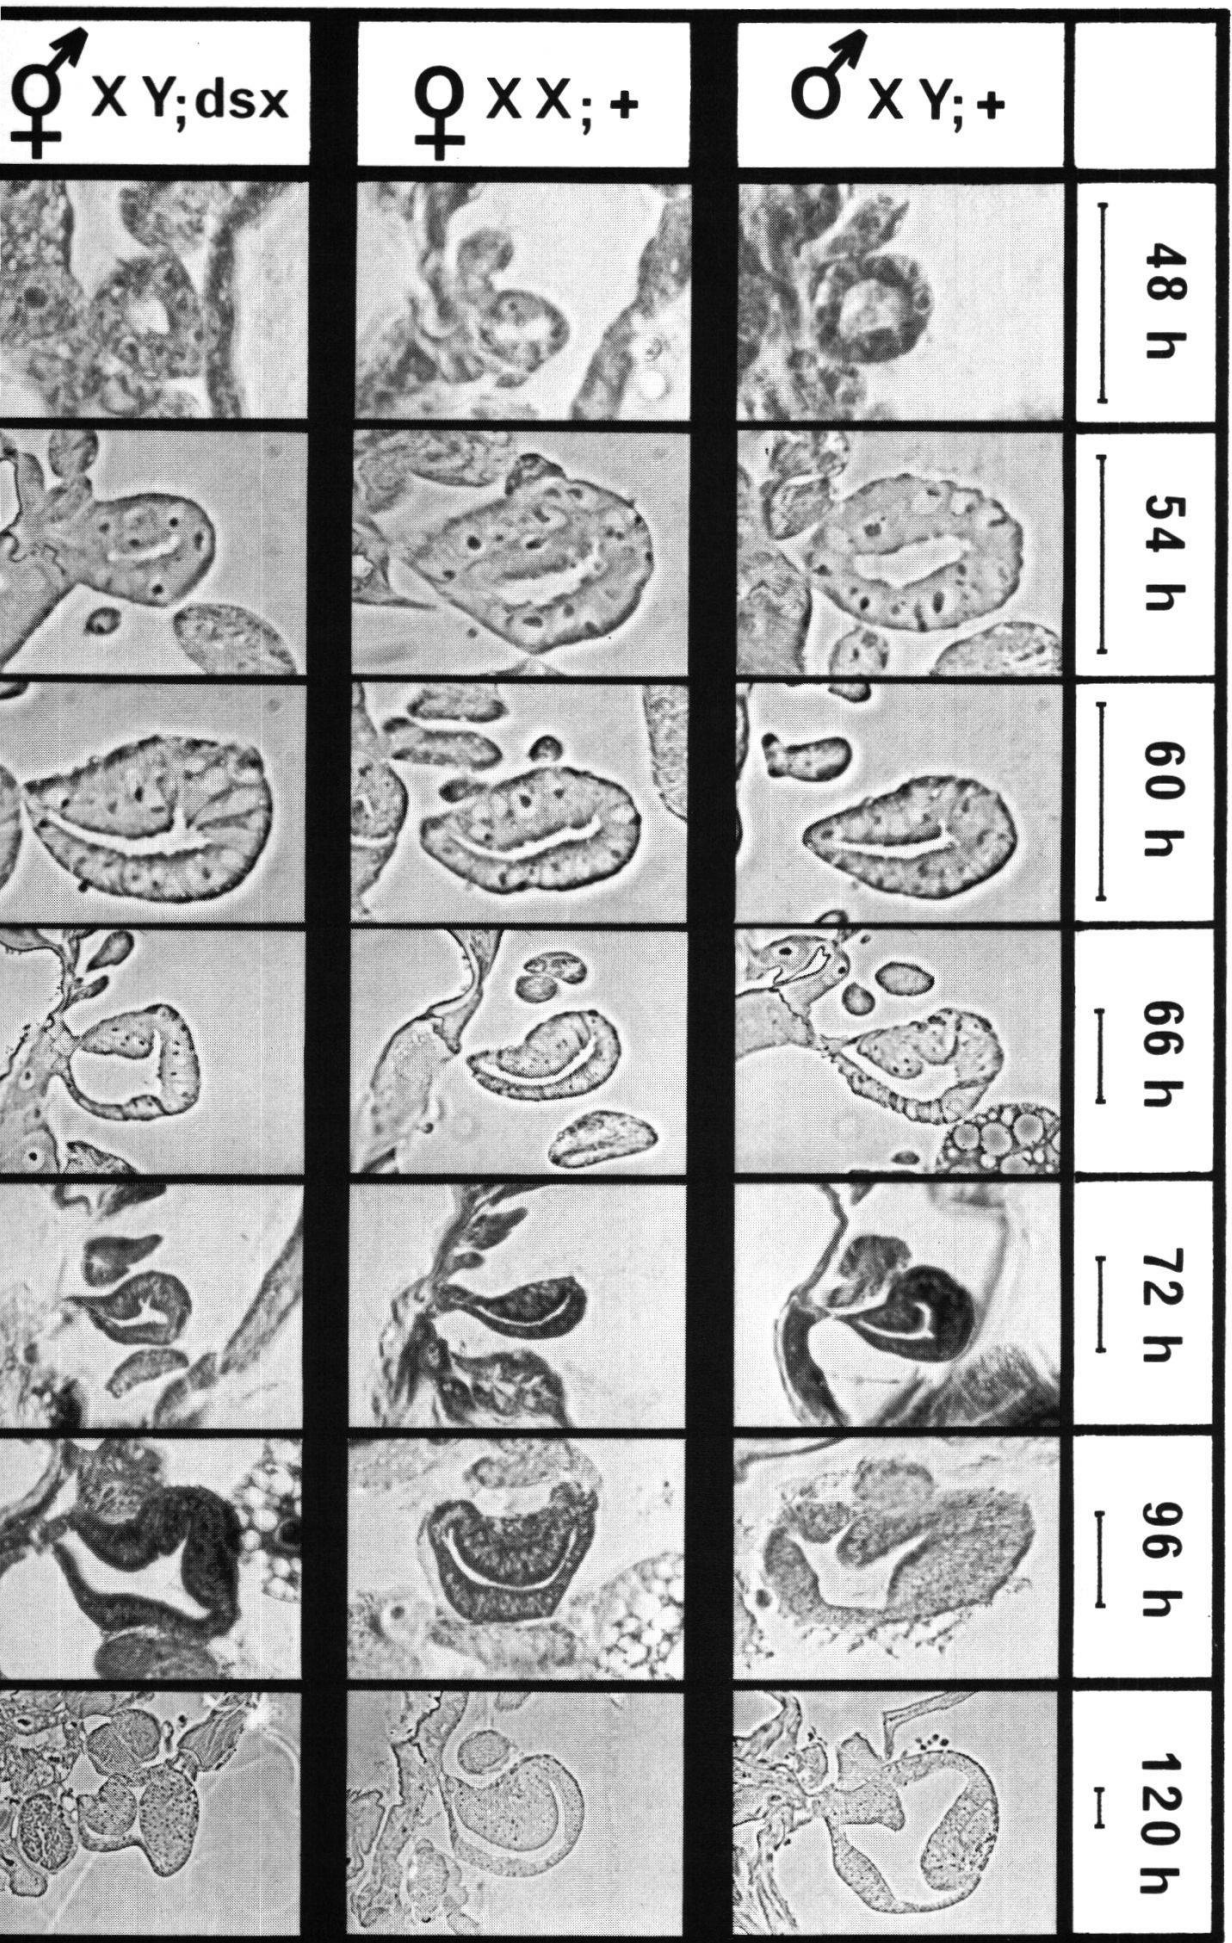 ⚥ X Y; dsx
♀ X X; +
♂ X Y; +
48 h
54 h
60 h
66 h
72 h
96 h
120 h